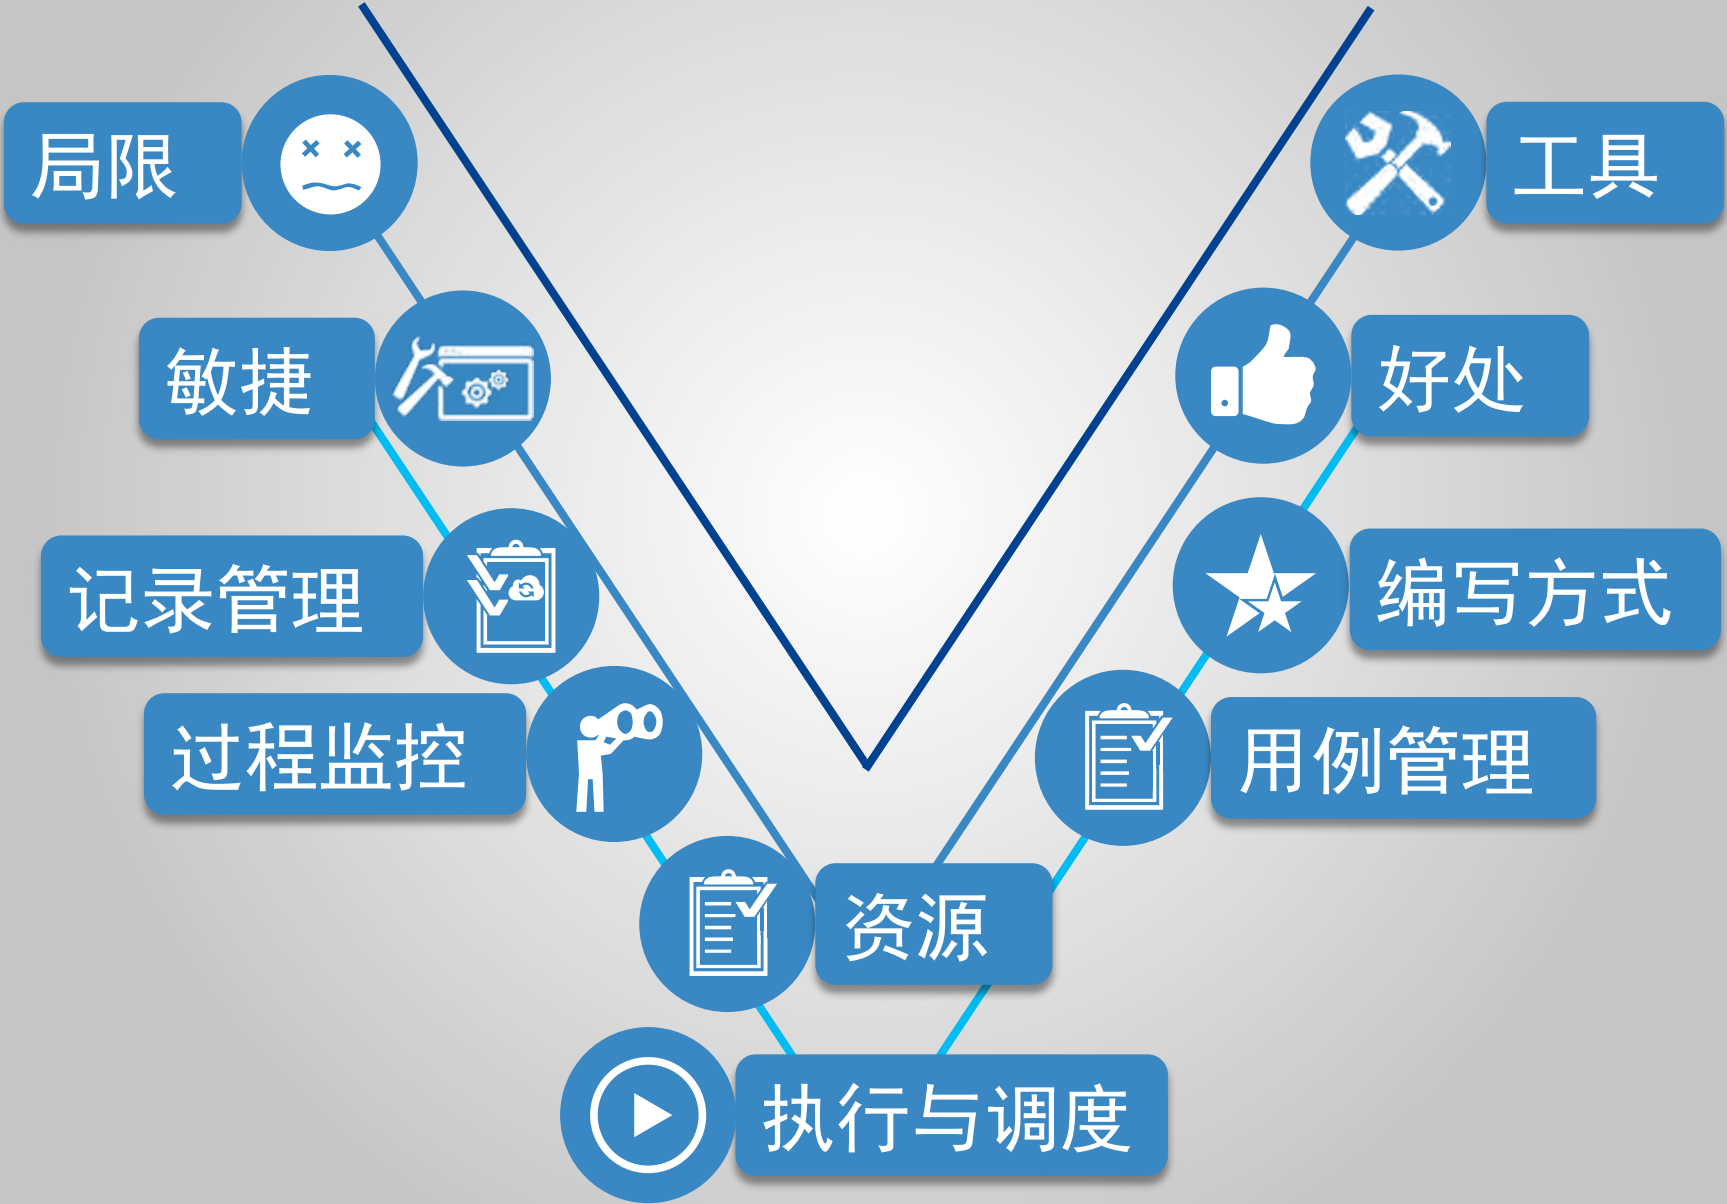 局限
工具
敏捷
好处
记录管理
编写方式
过程监控
用例管理
资源
执行与调度